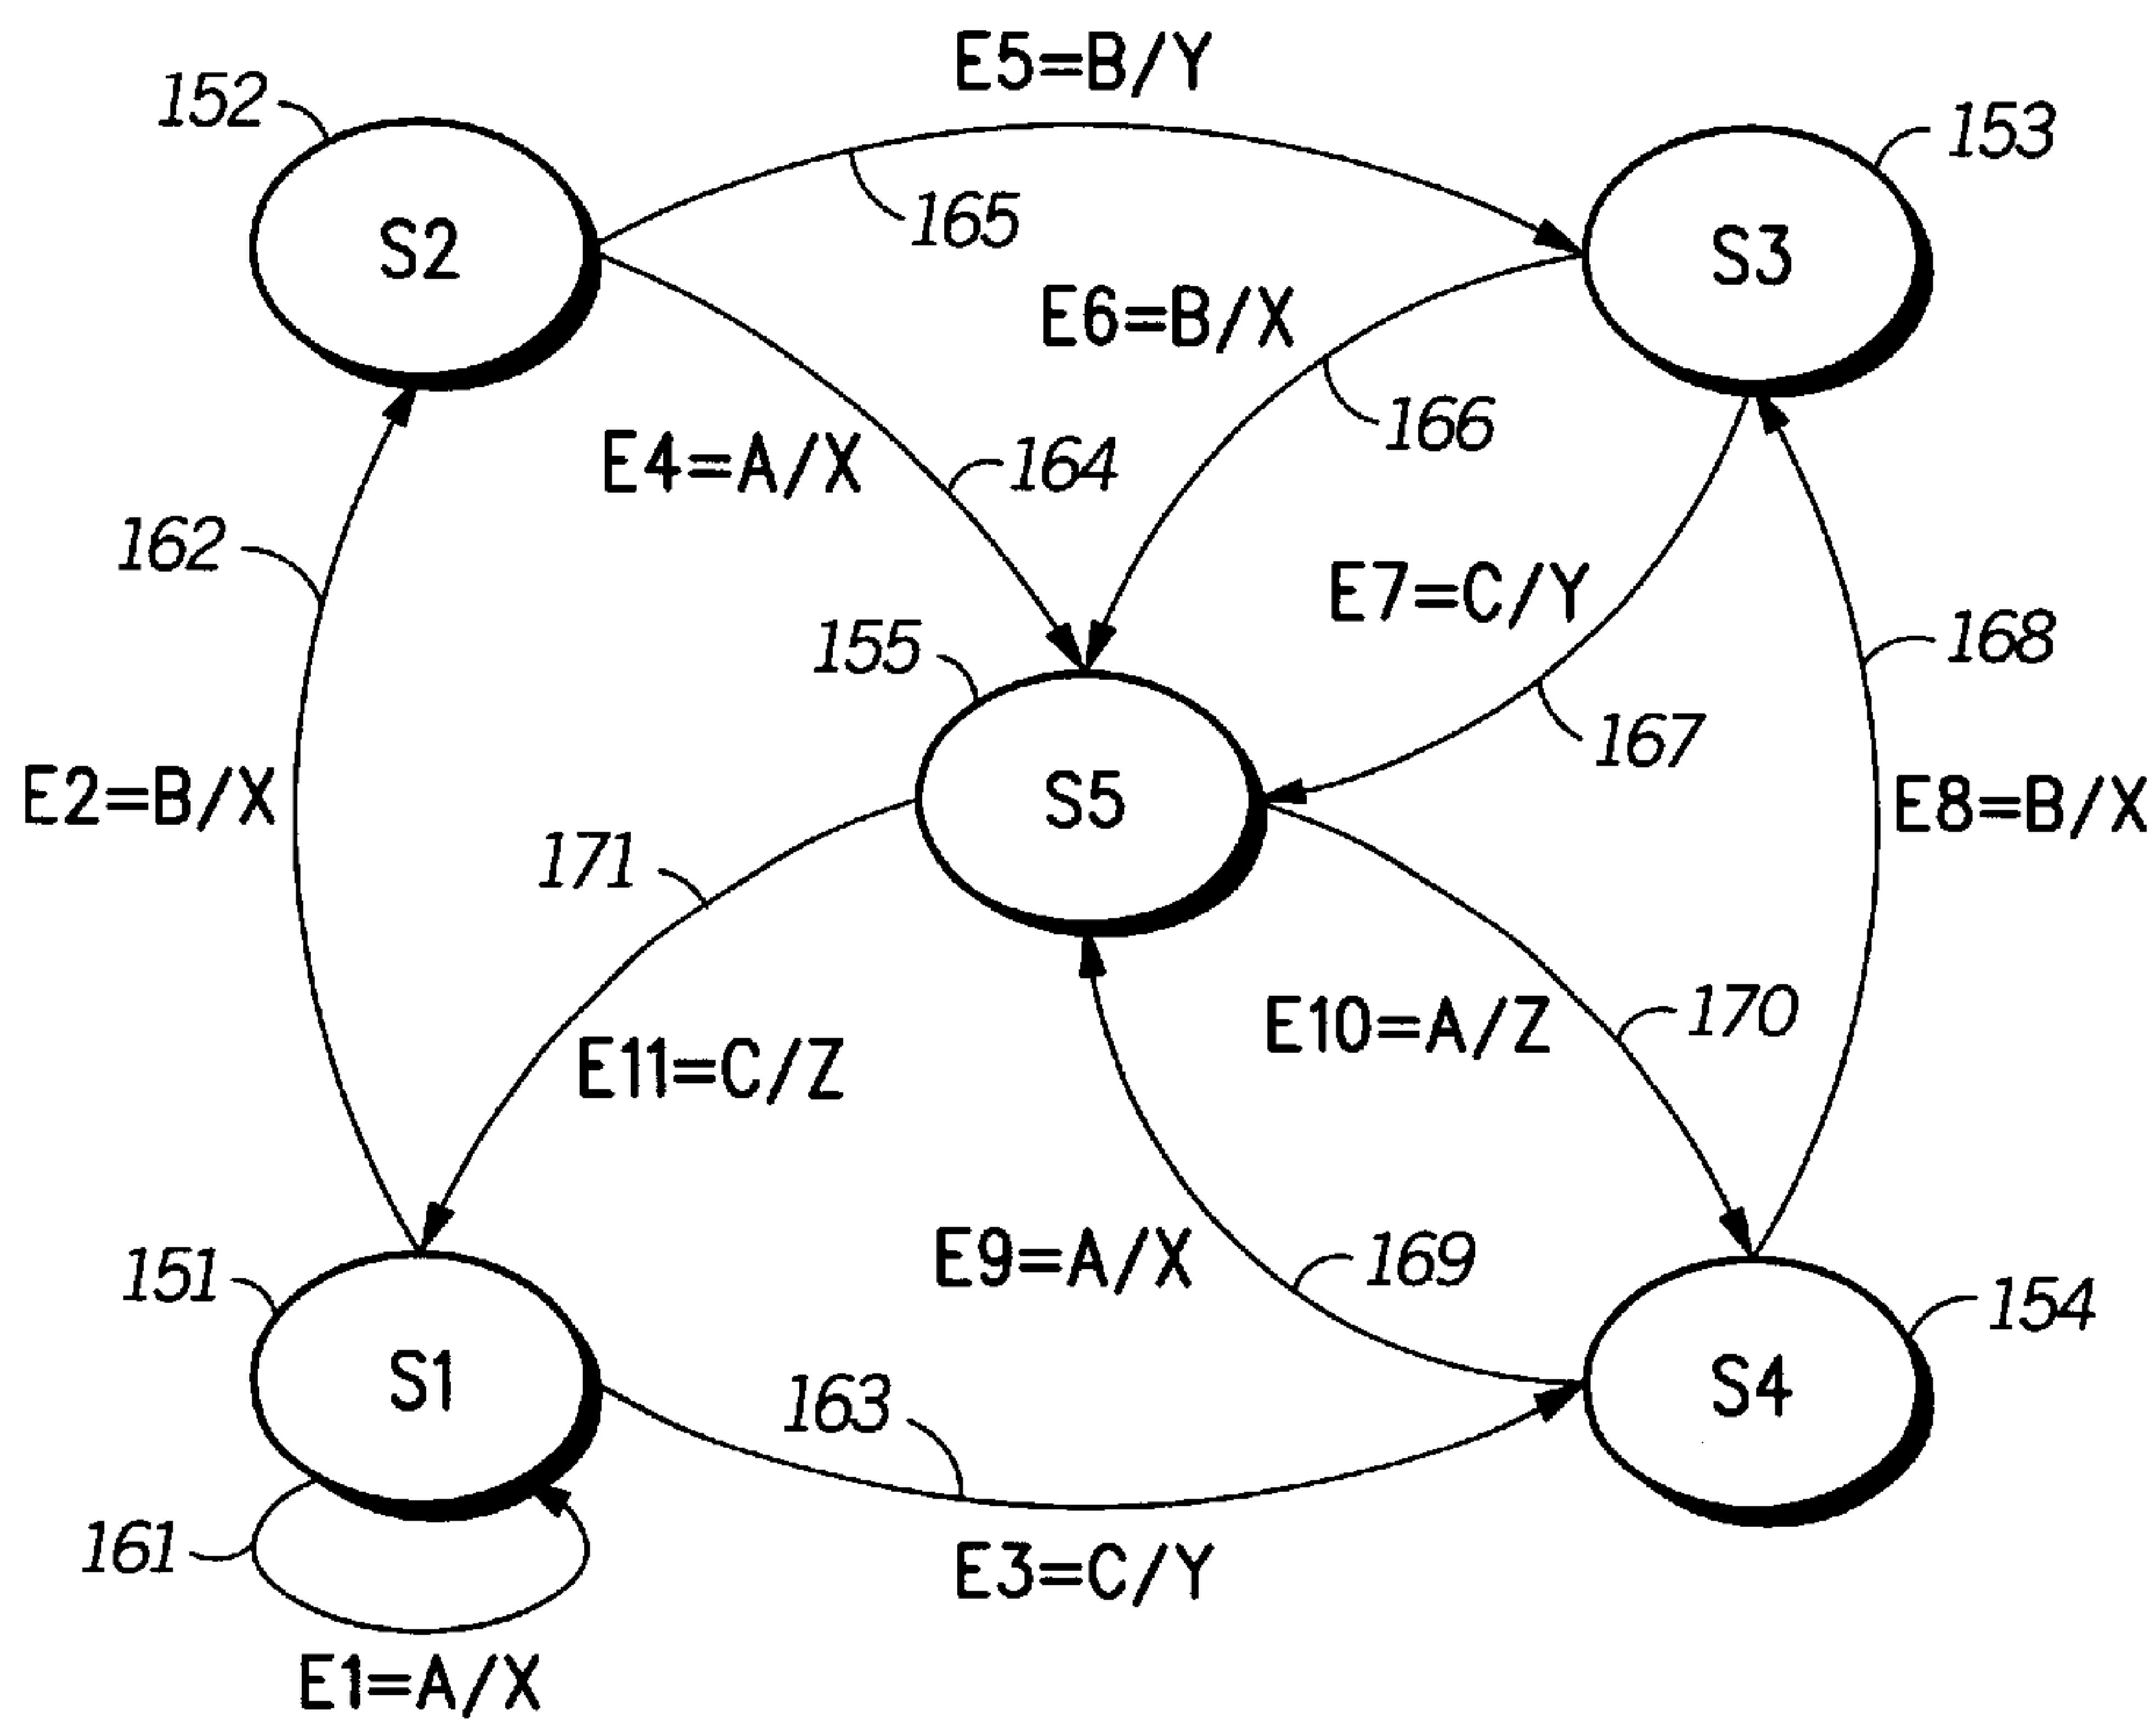 E5=B/Y
152
153
165
S2
S3
E6=B/X
166
E4=A/X
164
162
E7=C/Y
155
168
167
E2=B/X
S5
E8=B/X
171
170
E10=A/Z
E11=C/Z
E9=A/X
169
151
154
S1
163
S4
161
E3=C/Y
E1=A/X